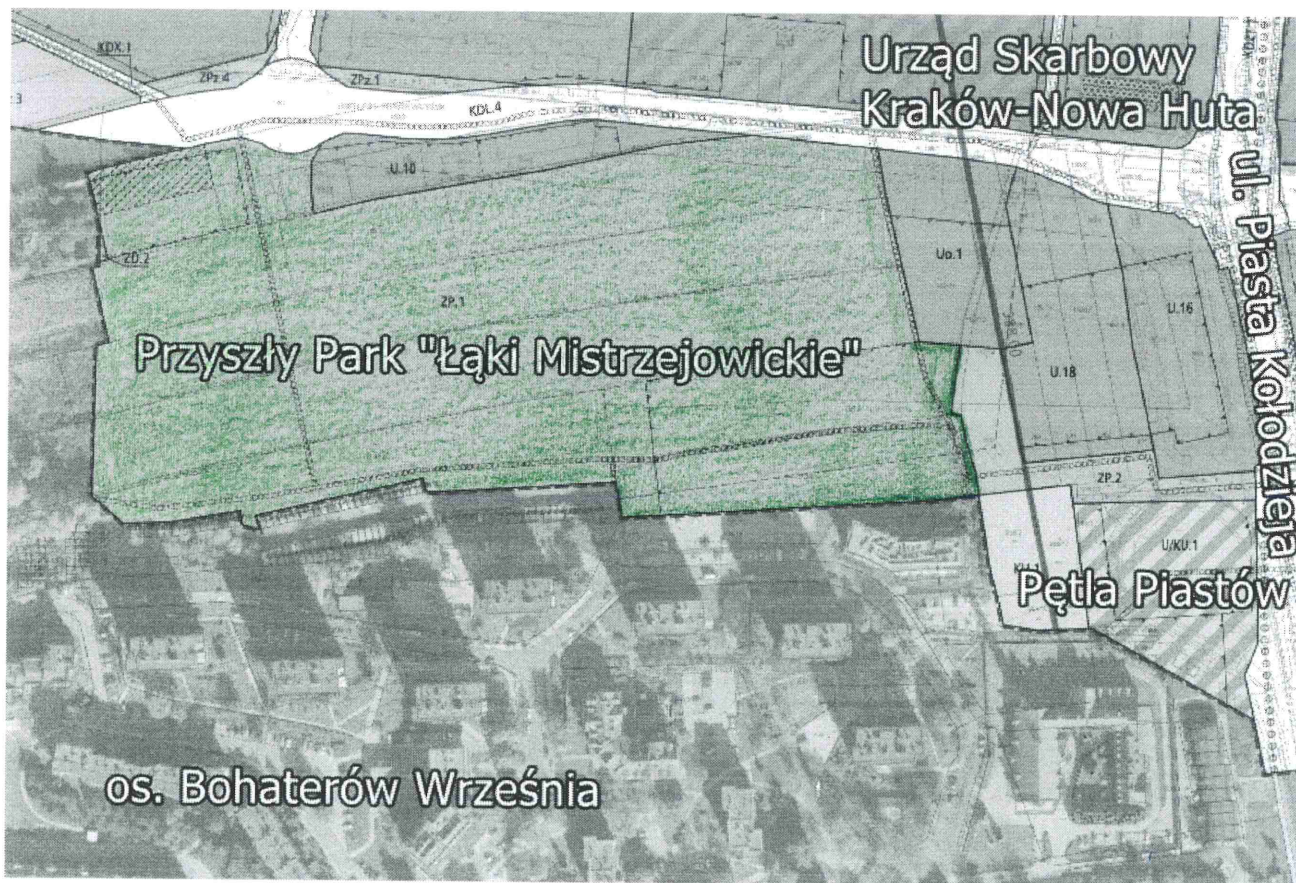 KDX.1
ZPz.4
ZPz.1
KDL.4
Urząd Skarbowy
Kraków-Nowa Huta
ul. Piasta Kołodzieja
U.10
ZD.2
ZP.1
Uo.1
U.16
U.18
Przyszły Park "Łąki Mistrzejowickie"
ZP.2
U/KU.1
Pętla Piastów
os. Bohaterów Września